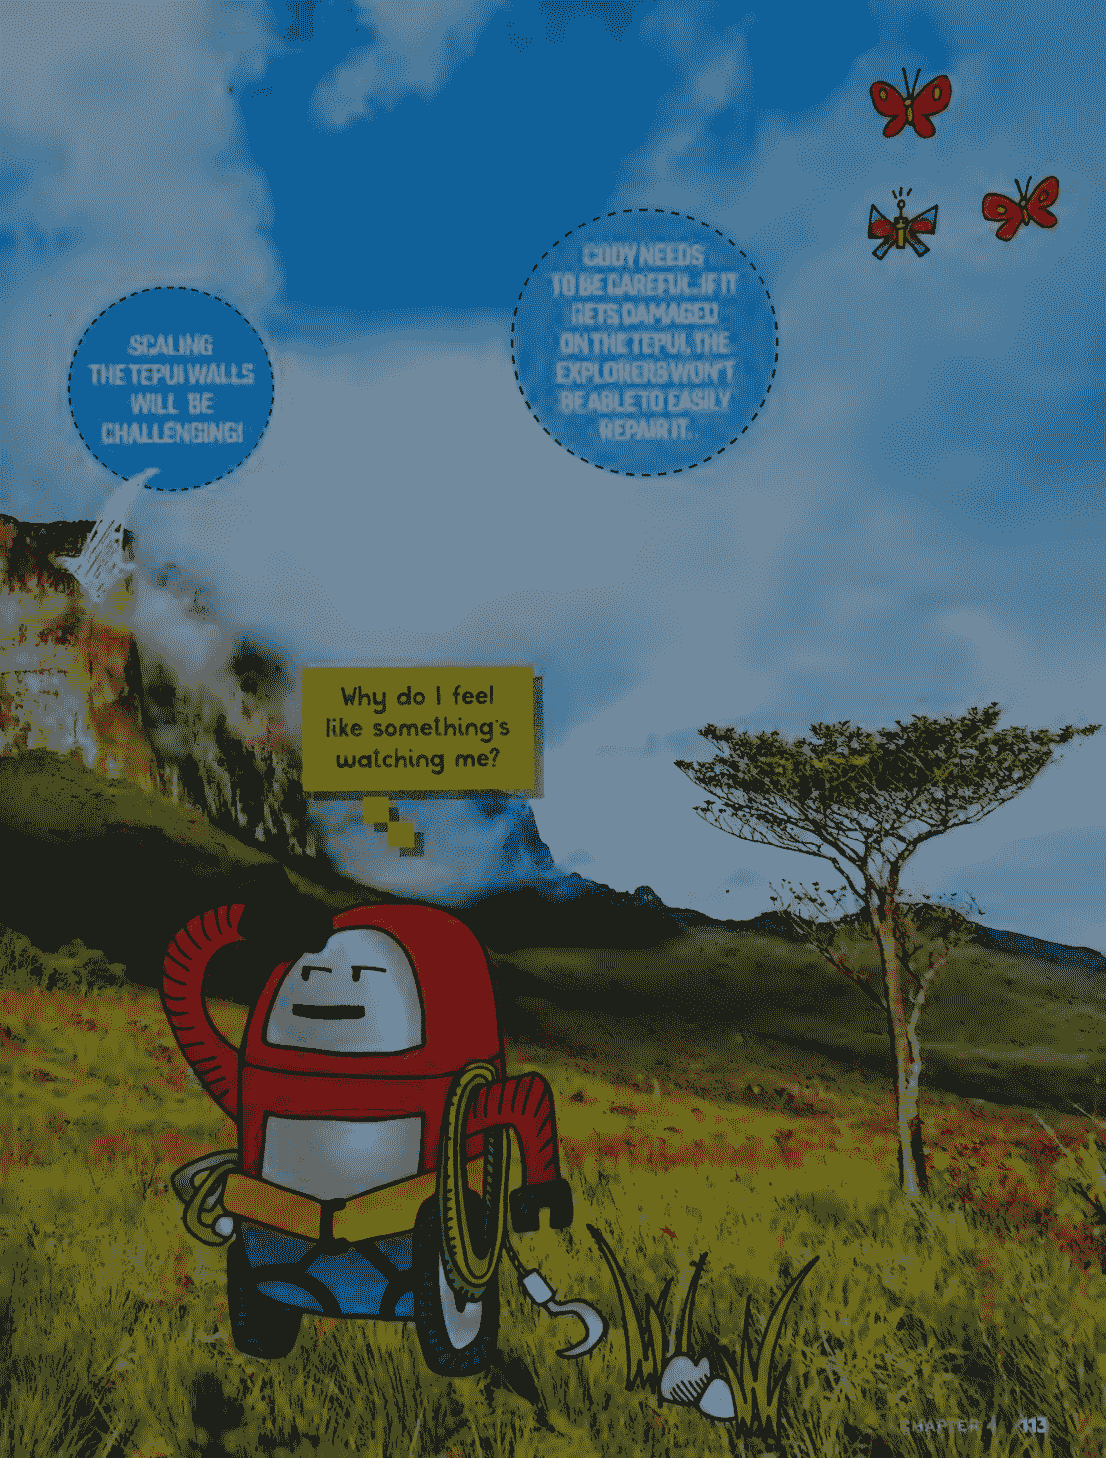 SCALING
THE TEPUI WALLS
WILL BE
CHALLENGING!
CODY NEEDS
TO BE CAREFUL. IF IT
GETS DAMAGED
ON THE TEPUI, THE
EXPLORERS WON'T
BE ABLE TO EASILY
REPAIR IT.
Why do I feel
like something's
watching me?
CHAPTER 4 113